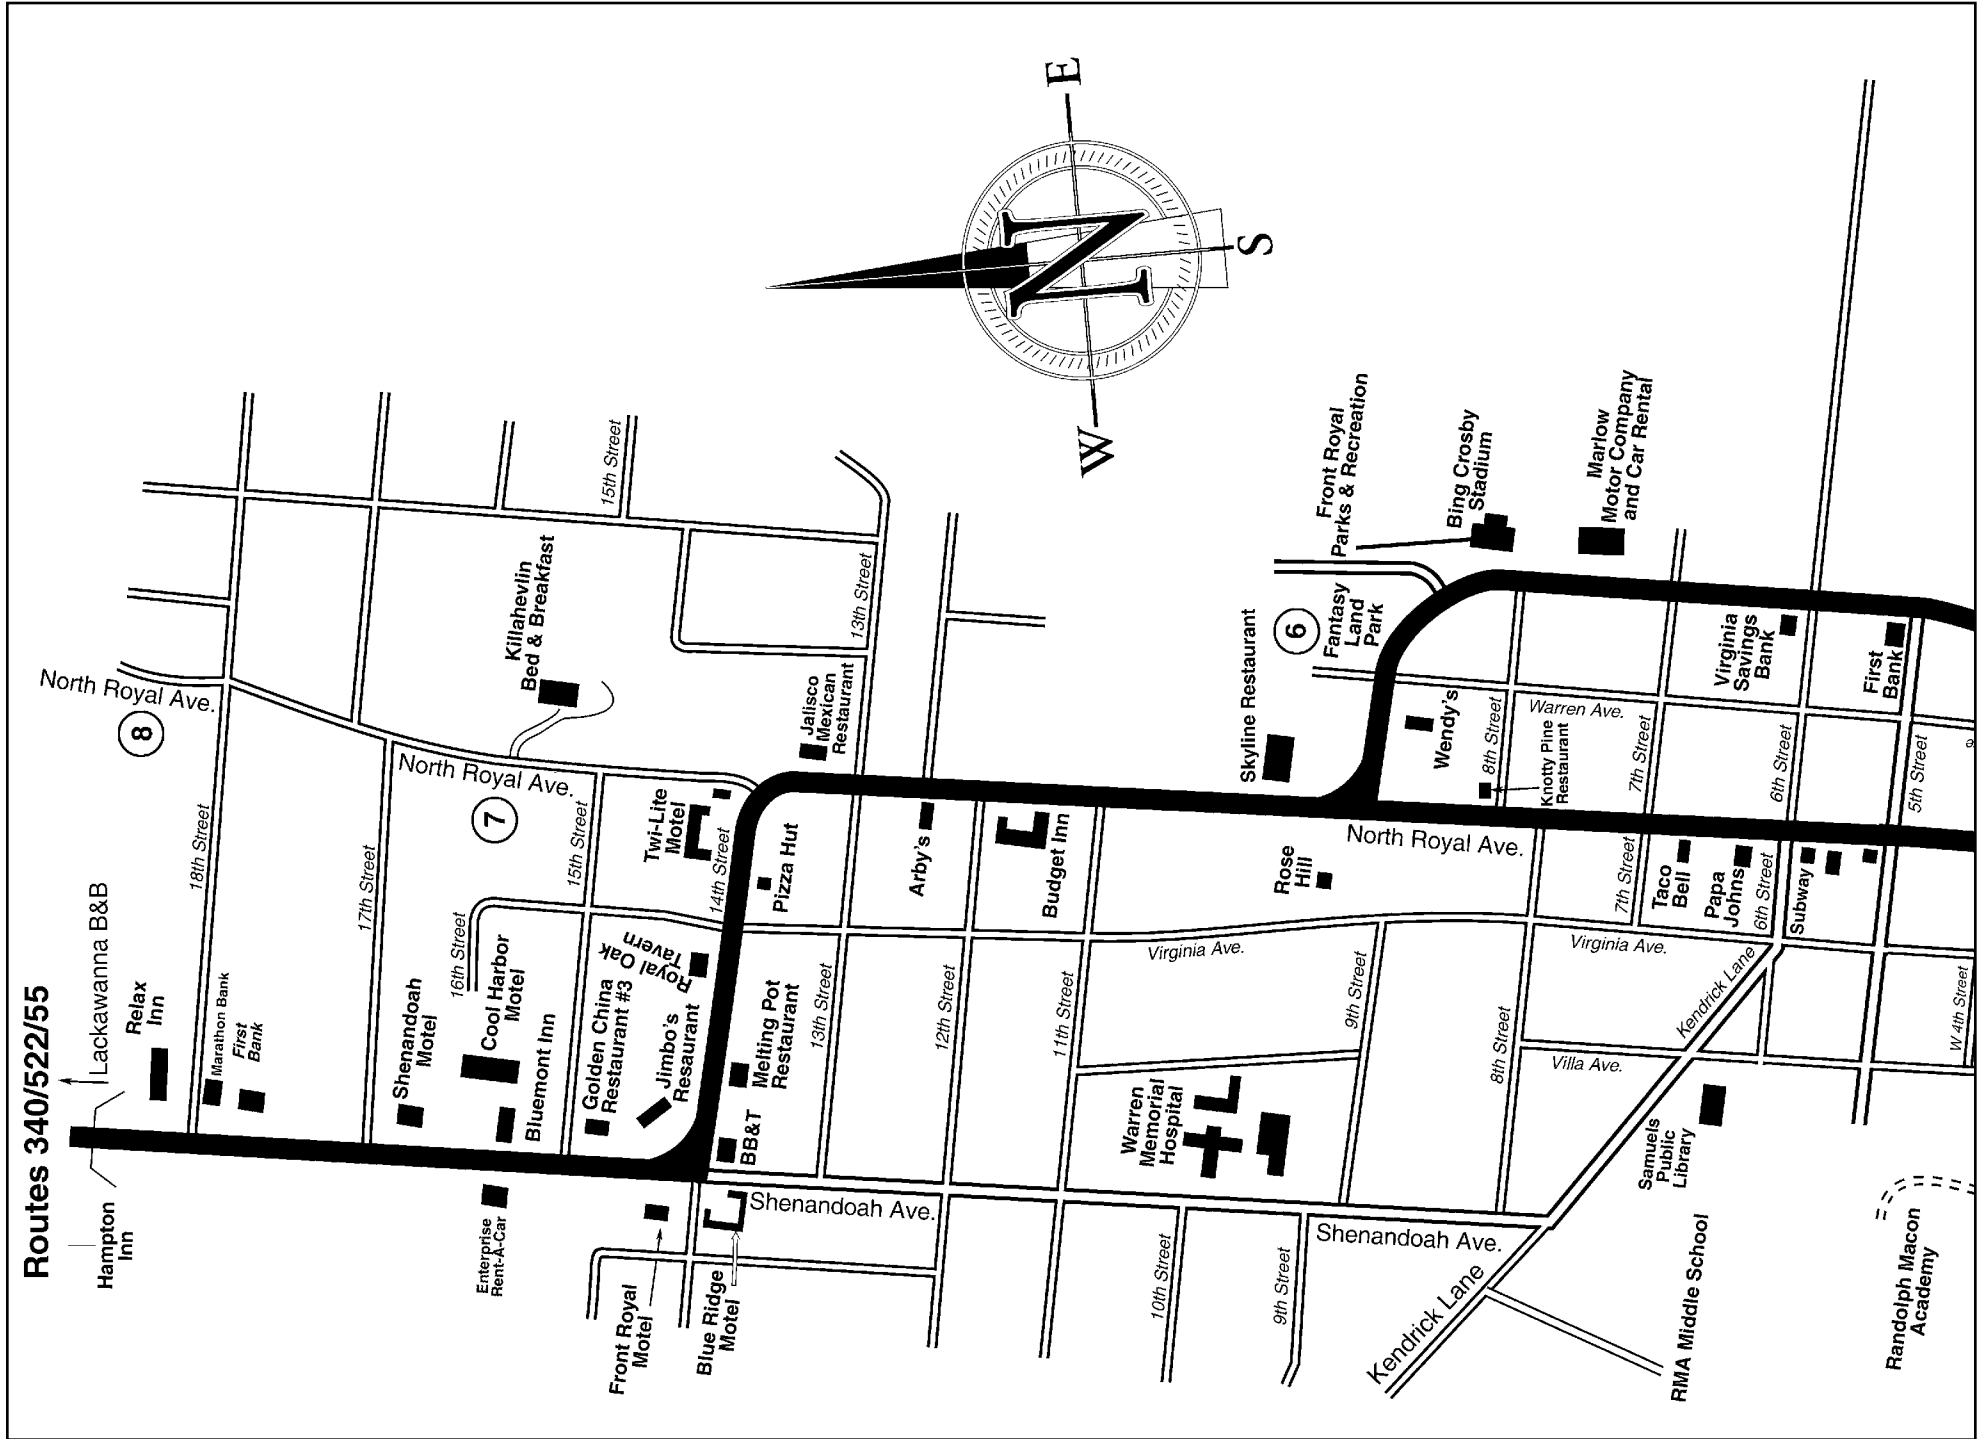 Routes 340/522/55
Hampton
Inn
Lackawanna B&B
Relax
Inn
Marathon Bank
First
Bank
18th Street
North Royal Ave.
8
17th Street
Shenandoah
Motel
16th Street
Cool Harbor
Motel
Bluemont Inn
Enterprise
Rent-A-Car
North Royal Ave.
7
Killahevlin
Bed & Breakfast
15th Street
15th Street
Golden China
Restaurant #3
Royal Oak
Tavern
Jimbo's
Resaurant
Twi-Lite
Motel
14th Street
Front Royal
Motel
Blue Ridge
Motel
BB&T
Melting Pot
Restaurant
Pizza Hut
Jalisco
Mexican
Restaurant
13th Street
13th Street
Shenandoah Ave.
Arby's
12th Street
Budget Inn
11th Street
Warren
Memorial
Hospital
Virginia Ave.
10th Street
9th Street
9th Street
Rose
Hill
Skyline Restaurant
6
Fantasy
Land
Park
Front Royal
Parks & Recreation
Bing Crosby
Stadium
Marlow
Motor Company
and Car Rental
North Royal Ave.
Wendy's
8th Street
Knotty Pine
Restaurant
Warren Ave.
7th Street
7th Street
8th Street
Shenandoah Ave.
Kendrick Lane
Kendrick Lane
Villa Ave.
Virginia Ave.
Taco
Bell
Papa
Johns
6th Street
6th Street
Subway
Virginia
Savings
Bank
First
Bank
5th Street
W 4th Street
Samuels
Public
Library
RMA Middle School
Randolph Macon
Academy
N
E
S
W